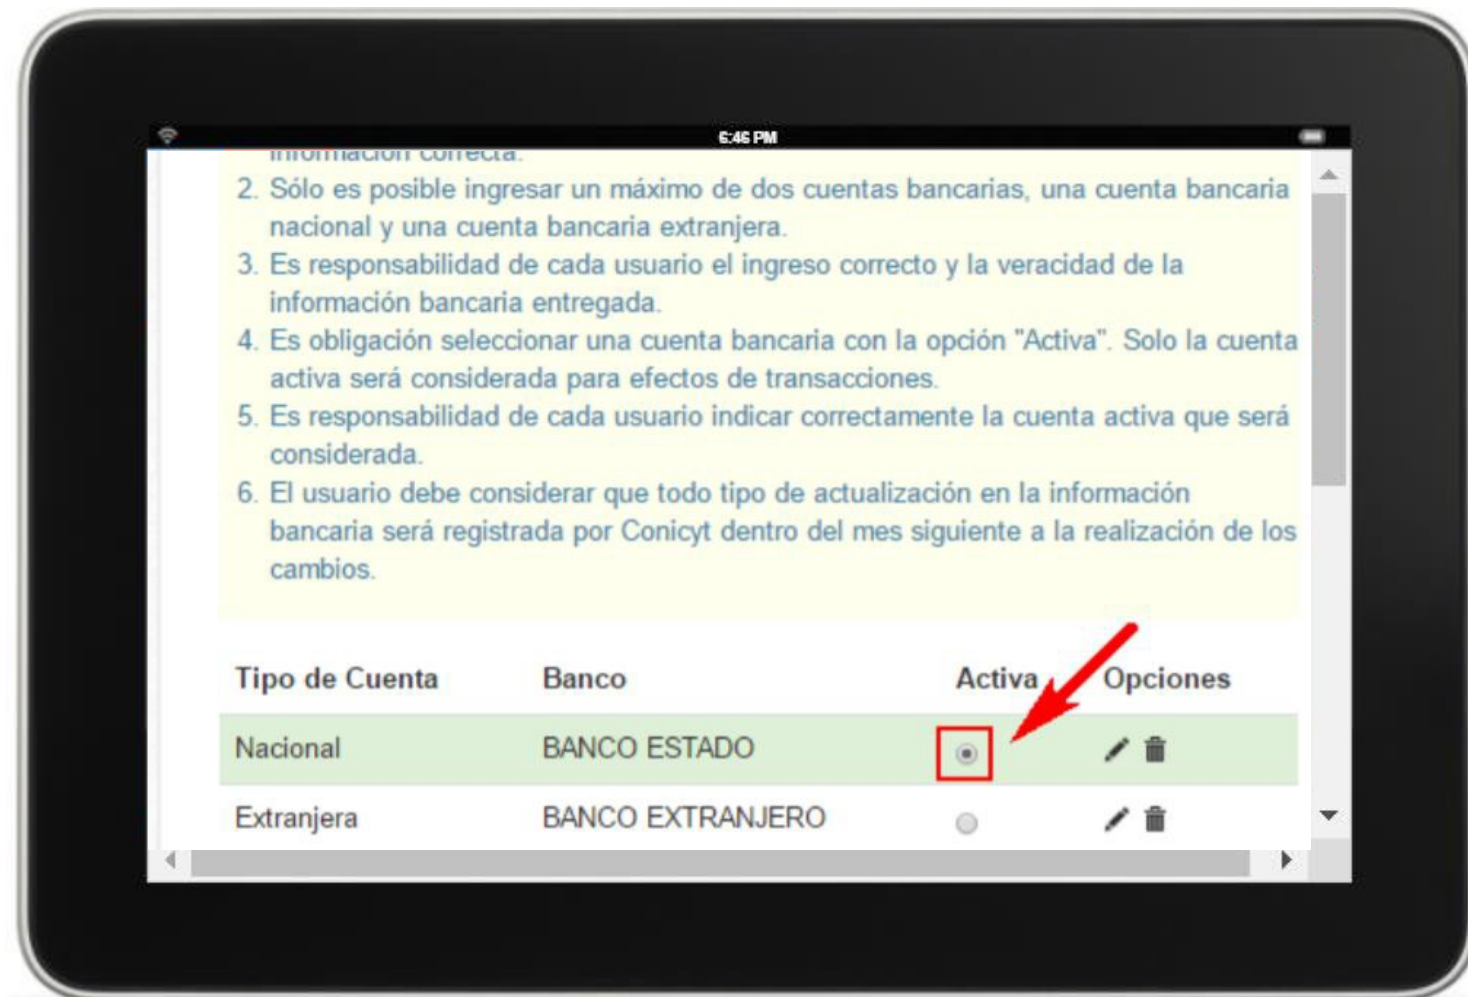 6:46 PM
información correcta.
2. Sólo es posible ingresar un máximo de dos cuentas bancarias, una cuenta bancaria
nacional y una cuenta bancaria extranjera.
3. Es responsabilidad de cada usuario el ingreso correcto y la veracidad de la
información bancaria entregada.
4. Es obligación seleccionar una cuenta bancaria con la opción "Activa". Solo la cuenta
activa será considerada para efectos de transacciones.
5. Es responsabilidad de cada usuario indicar correctamente la cuenta activa que será
considerada.
6. El usuario debe considerar que todo tipo de actualización en la información
bancaria será registrada por Conicyt dentro del mes siguiente a la realización de los
cambios.
Tipo de Cuenta Banco Activa Opciones
Nacional BANCO ESTADO
Extranjera BANCO EXTRANJERO